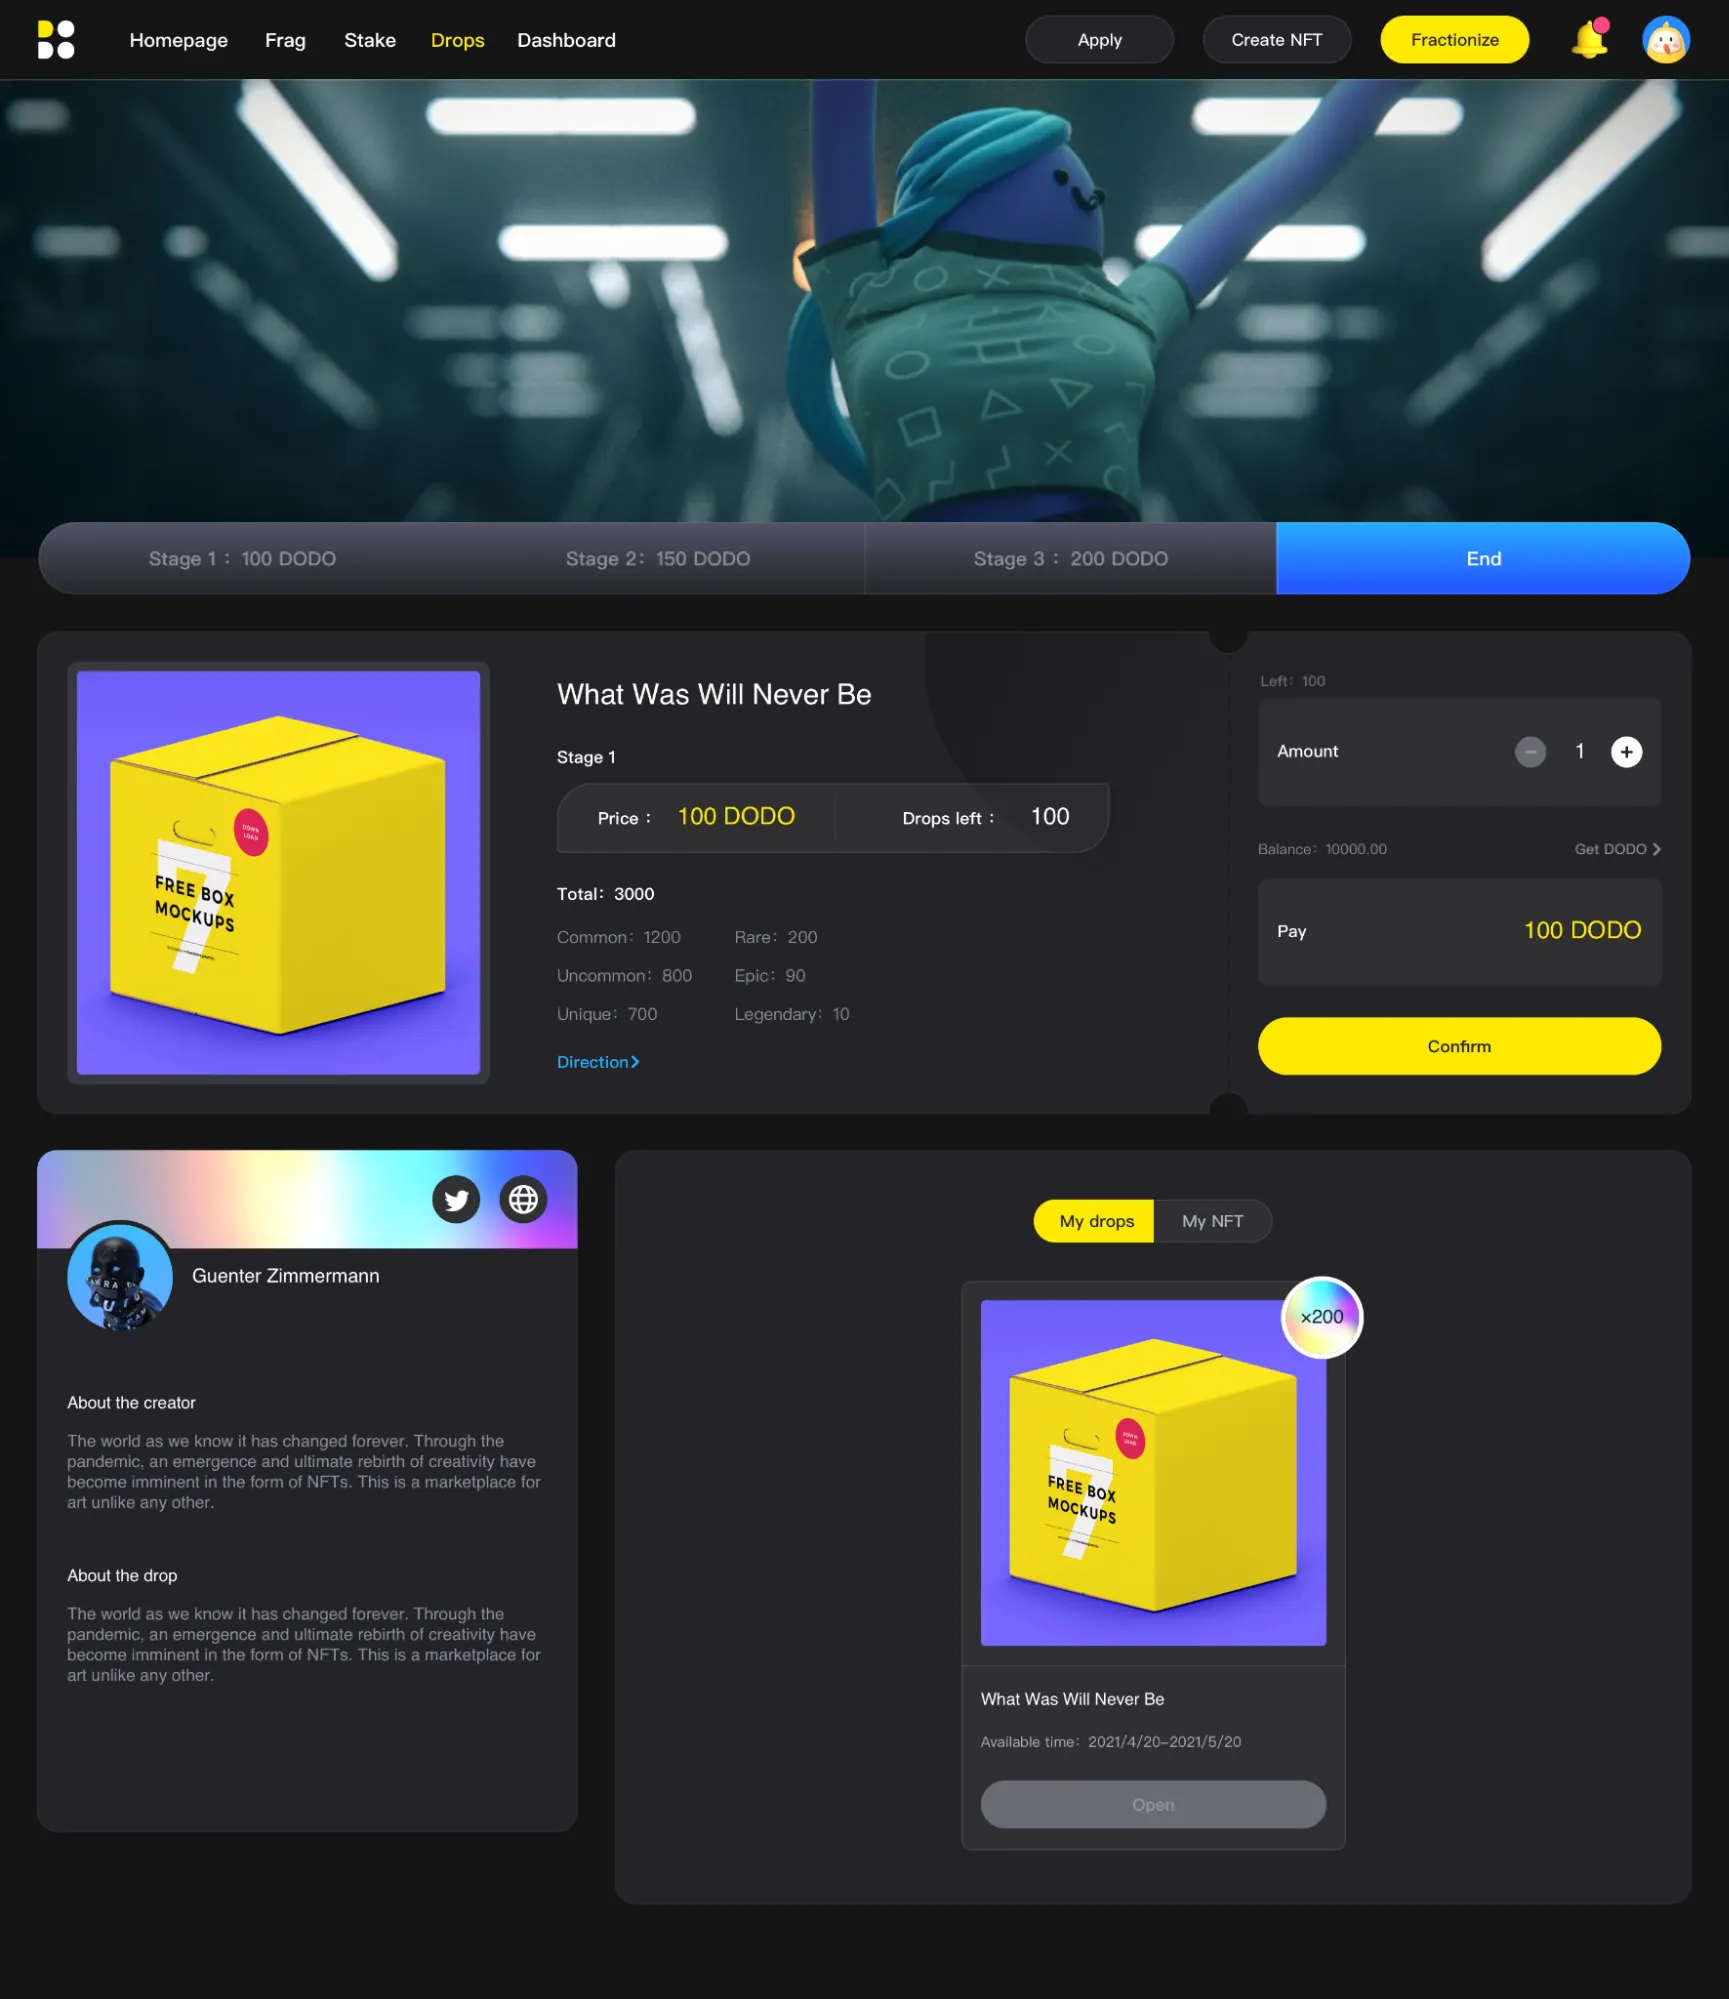 Homepage
Frag
Stake
Drops
Dashboard
Apply
Create NFT
Fractionize
Stage 1： 100 DODO
Stage 2： 150 DODO
Stage 3： 200 DODO
End
DOWN
LOAD
FREE BOX
MOCKUPS
What Was Will Never Be
Stage 1
Price： 100 DODO
Drops left： 100
Total： 3000
Common： 1200 Rare： 200
Uncommon： 800 Epic： 90
Unique： 700 Legendary： 10
Direction
Left： 100
Amount
1
Balance： 10000.00
Get DODO
Pay
100 DODO
Confirm
Guenter Zimmermann
About the creator
The world as we know it has changed forever. Through the
pandemic, an emergence and ultimate rebirth of creativity have
become imminent in the form of NFTs. This is a marketplace for
art unlike any other.
About the drop
The world as we know it has changed forever. Through the
pandemic, an emergence and ultimate rebirth of creativity have
become imminent in the form of NFTs. This is a marketplace for
art unlike any other.
My drops
My NFT
×200
DOWN
LOAD
FREE BOX
MOCKUPS
What Was Will Never Be
Available time： 2021/4/20–2021/5/20
Open